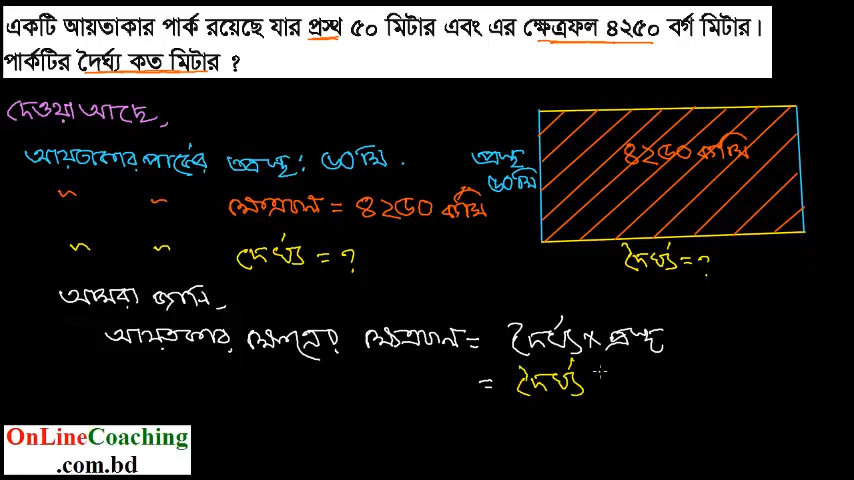 একটি আয়তাকার পার্ক রয়েছে যার প্রস্থ ৫০ মিটার এবং এর ক্ষেত্রফল ৪২৫০ বর্গ মিটার।
পার্কটির দৈর্ঘ্য কত মিটার ?
দেওয়া আছে,
আয়তাকার পার্কের প্রস্থ : ৫০ মি .
" " ক্ষেত্রফল = ৪২৫০ বর্গমি
" " দৈর্ঘ্য = ?
প্রস্থ
৫০মি
৪২৫০ বর্গমি
দৈর্ঘ্য = ?
আমরা জানি,
আয়তাকার ক্ষেত্রের ক্ষেত্রফল = দৈর্ঘ্য × প্রস্থ
= দৈর্ঘ্য
OnLineCoaching
.com.bd